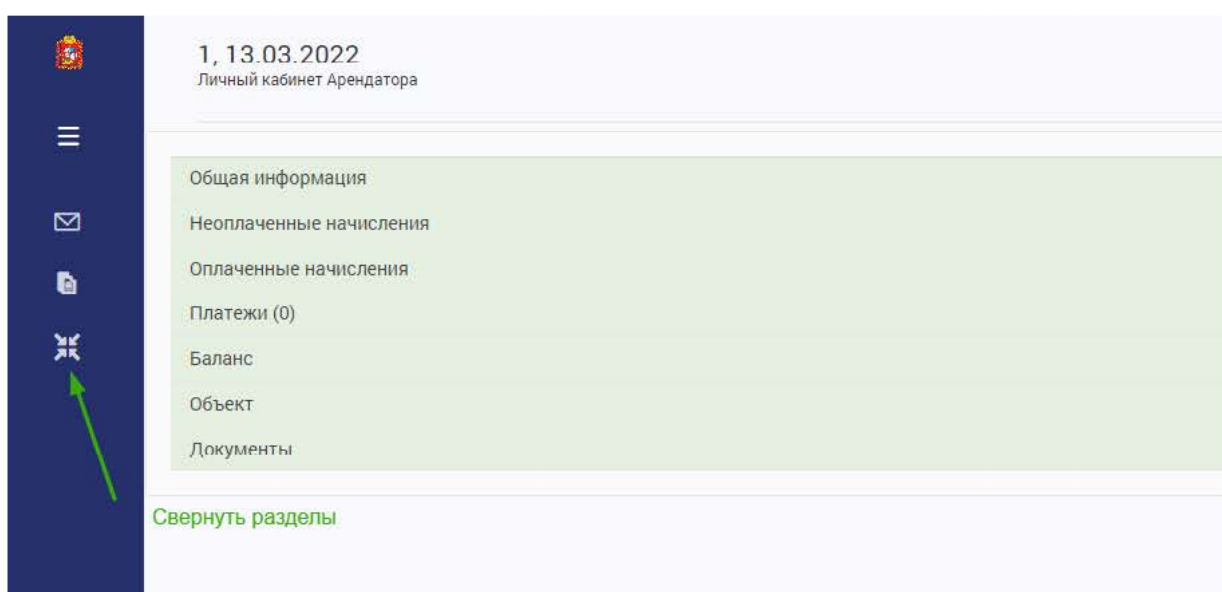 1, 13.03.2022
Личный кабинет Арендатора
Общая информация
Неоплаченные начисления
Оплаченные начисления
Платежи (0)
Баланс
Объект
Документы
Свернуть разделы